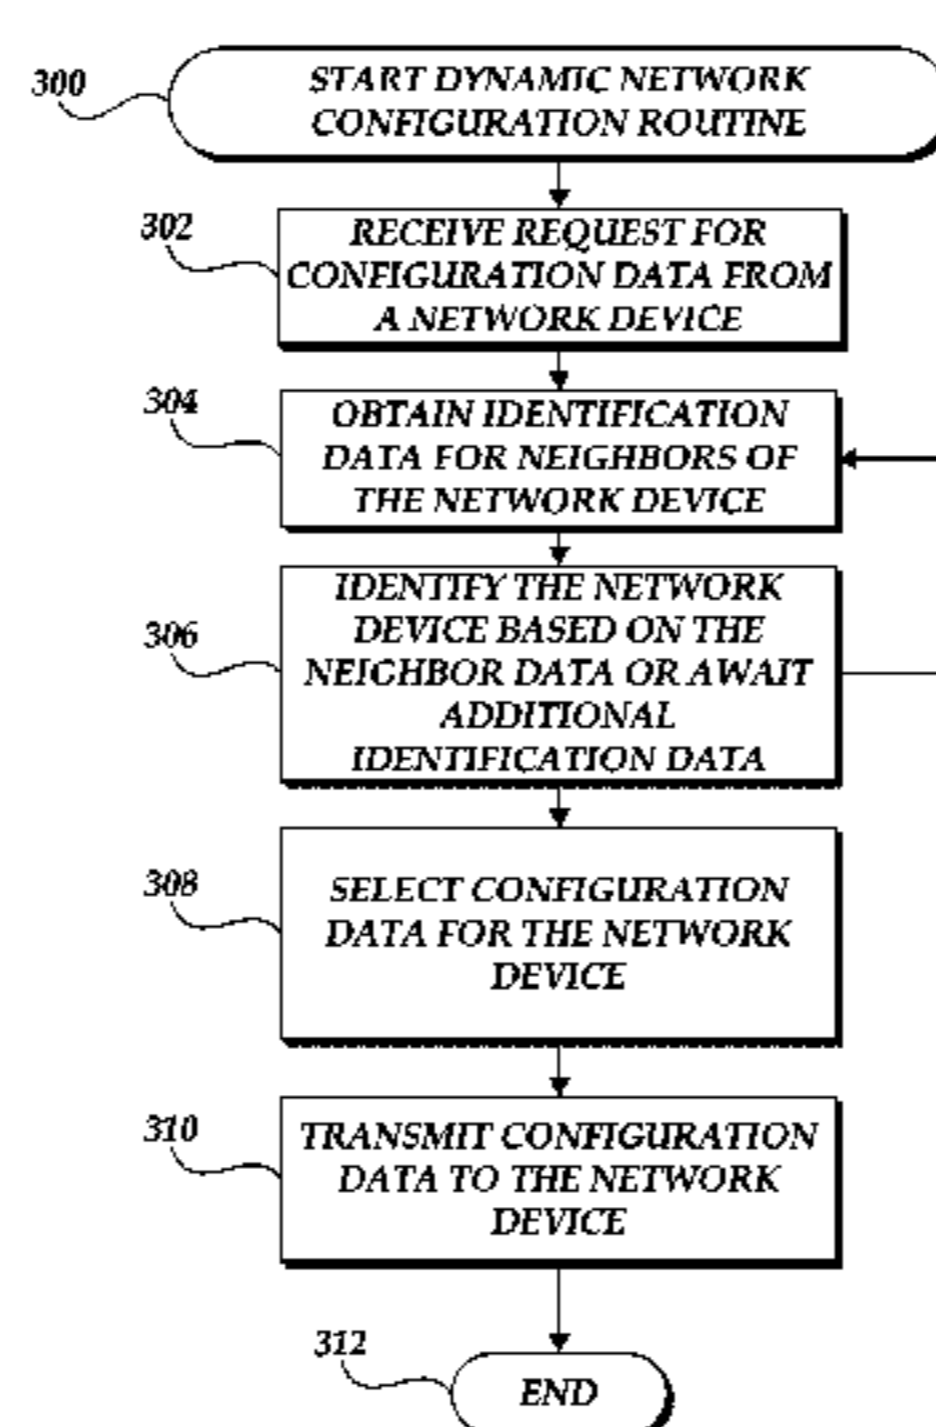 300
START DYNAMIC NETWORK
CONFIGURATION ROUTINE
302
RECEIVE REQUEST FOR
CONFIGURATION DATA FROM
A NETWORK DEVICE
304
OBTAIN IDENTIFICATION
DATA FOR NEIGHBORS OF
THE NETWORK DEVICE
306
IDENTIFY THE NETWORK
DEVICE BASED ON THE
NEIGHBOR DATA OR AWAIT
ADDITIONAL
IDENTIFICATION DATA
308
SELECT CONFIGURATION
DATA FOR THE NETWORK
DEVICE
310
TRANSMIT CONFIGURATION
DATA TO THE NETWORK
DEVICE
312
END